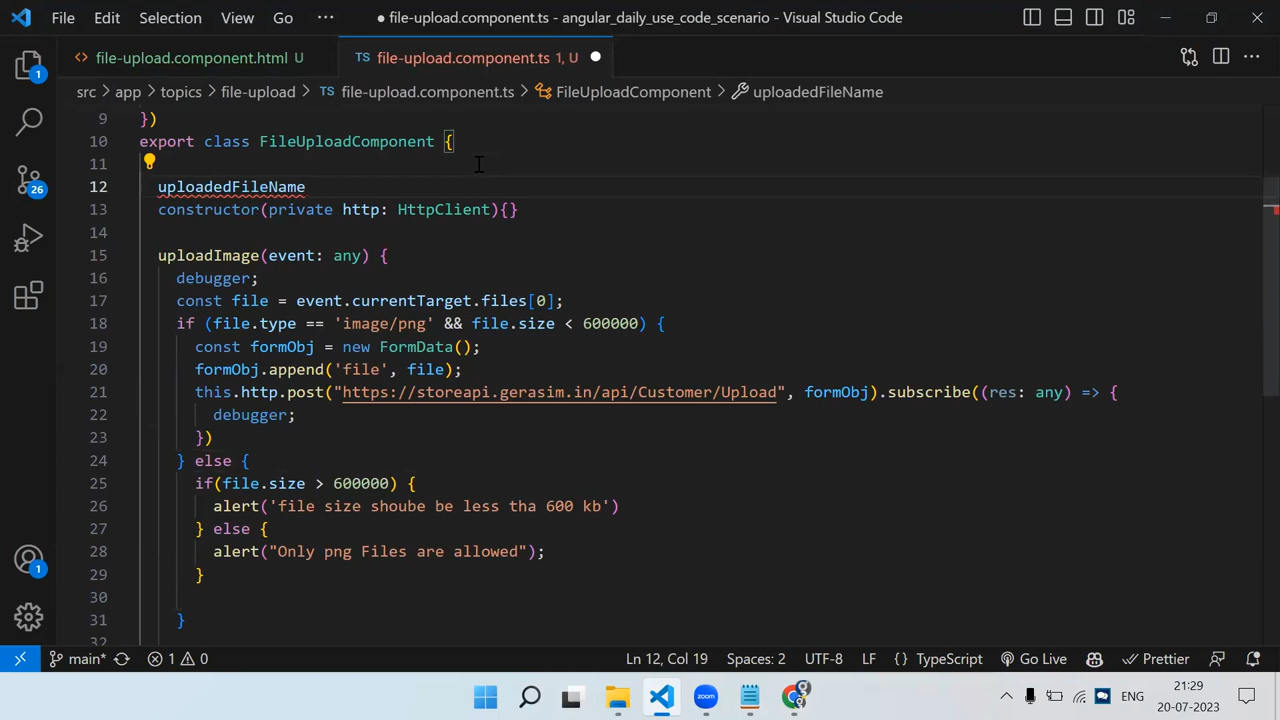 File Edit Selection View Go ··· ● file-upload.component.ts - angular_daily_use_code_scenario - Visual Studio Code
<> file-upload.component.html U TS file-upload.component.ts 1, U ●
src > app > topics > file-upload > TS file-upload.component.ts > FileUploadComponent > uploadedFileName
9 })
10 export class FileUploadComponent {
11
12 uploadedFileName
13 constructor(private http: HttpClient){}
14
15 uploadImage(event: any) {
16 debugger;
17 const file = event.currentTarget.files[0];
18 if (file.type == 'image/png' && file.size < 600000) {
19 const formObj = new FormData();
20 formObj.append('file', file);
21 this.http.post("https://storeapi.gerasim.in/api/Customer/Upload", formObj).subscribe((res: any) => {
22 debugger;
23 })
24 } else {
25 if(file.size > 600000) {
26 alert('file size shoube be less tha 600 kb')
27 } else {
28 alert("Only png Files are allowed");
29 }
30
31 }
32
1
26
1
main* 1 0 Ln 12, Col 19 Spaces: 2 UTF-8 LF {} TypeScript Go Live Prettier
ENG 21:29
20-07-2023